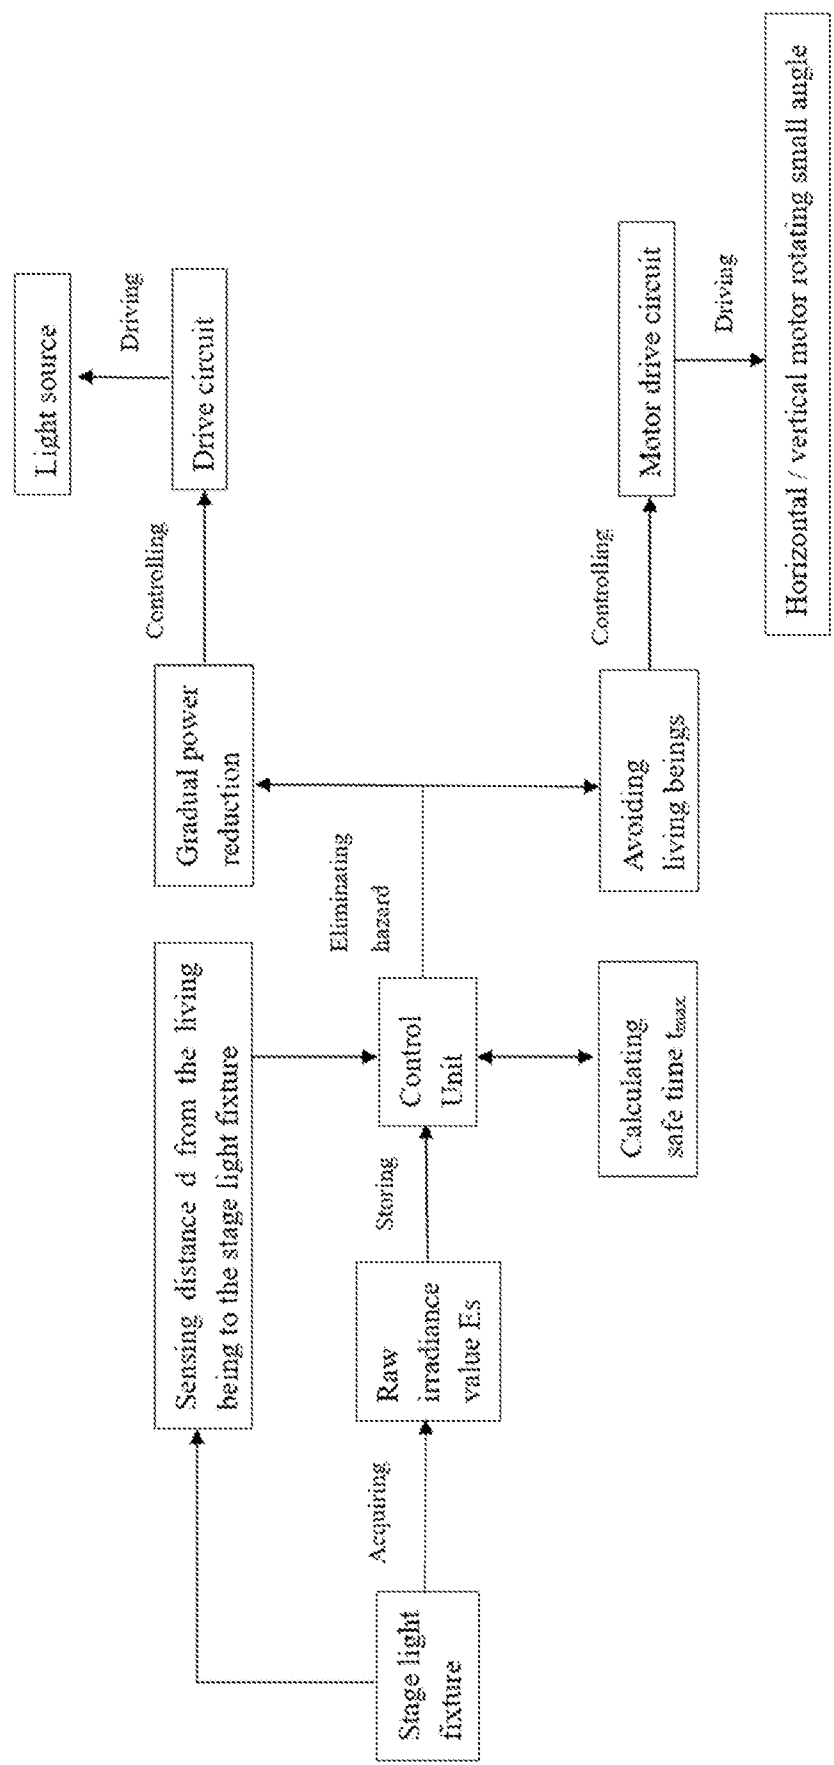 Stage light
fixture
Acquiring
Sensing distance d from the living
being to the stage light fixture
Raw
irradiance
value Es
Storing
Control
Unit
Calculating
safe time tmax
Eliminating
hazard
Gradual power
reduction
Avoiding
living beings
Controlling
Controlling
Drive circuit
Driving
Light source
Motor drive circuit
Driving
Horizontal / vertical motor rotating small angle